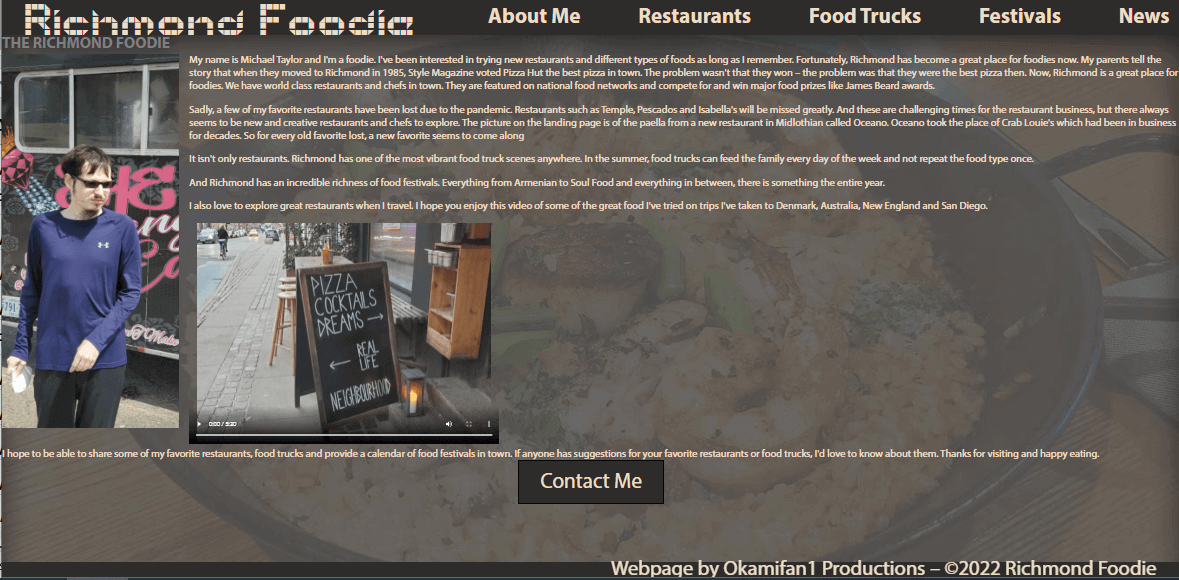 Richmond Foodie
About Me Restaurants Food Trucks Festivals News
THE RICHMOND FOODIE
My name is Michael Taylor and I'm a foodie. I've been interested in trying new restaurants and different types of foods as long as I remember. Fortunately, Richmond has become a great place for foodies now. My parents tell the
story that when they moved to Richmond in 1985, Style Magazine voted Pizza Hut the best pizza in town. The problem wasn't that they won – the problem was that they were the best pizza then. Now, Richmond is a great place for
foodies. We have world class restaurants and chefs in town. They are featured on national food networks and compete for and win major food prizes like James Beard awards.
Sadly, a few of my favorite restaurants have been lost due to the pandemic. Restaurants such as Temple, Pescados and Isabella's will be missed greatly. And these are challenging times for the restaurant business, but there always
seems to be new and creative restaurants and chefs to explore. The picture on the landing page is of the paella from a new restaurant in Midlothian called Oceano. Oceano took the place of Crab Louie's which had been in business
for decades. So for every old favorite lost, a new favorite seems to come along
It isn't only restaurants. Richmond has one of the most vibrant food truck scenes anywhere. In the summer, food trucks can feed the family every day of the week and not repeat the food type once.
And Richmond has an incredible richness of food festivals. Everything from Armenian to Soul Food and everything in between, there is something the entire year.
I also love to explore great restaurants when I travel. I hope you enjoy this video of some of the great food I've tried on trips I've taken to Denmark, Australia, New England and San Diego.
PIZZA
COCKTAILS
DREAMS →
← REAL
LIFE
NEIGHBOURHOOD
I hope to be able to share some of my favorite restaurants, food trucks and provide a calendar of food festivals in town. If anyone has suggestions for your favorite restaurants or food trucks, I'd love to know about them. Thanks for visiting and happy eating.
Contact Me
Webpage by Okamifan1 Productions – ©2022 Richmond Foodie